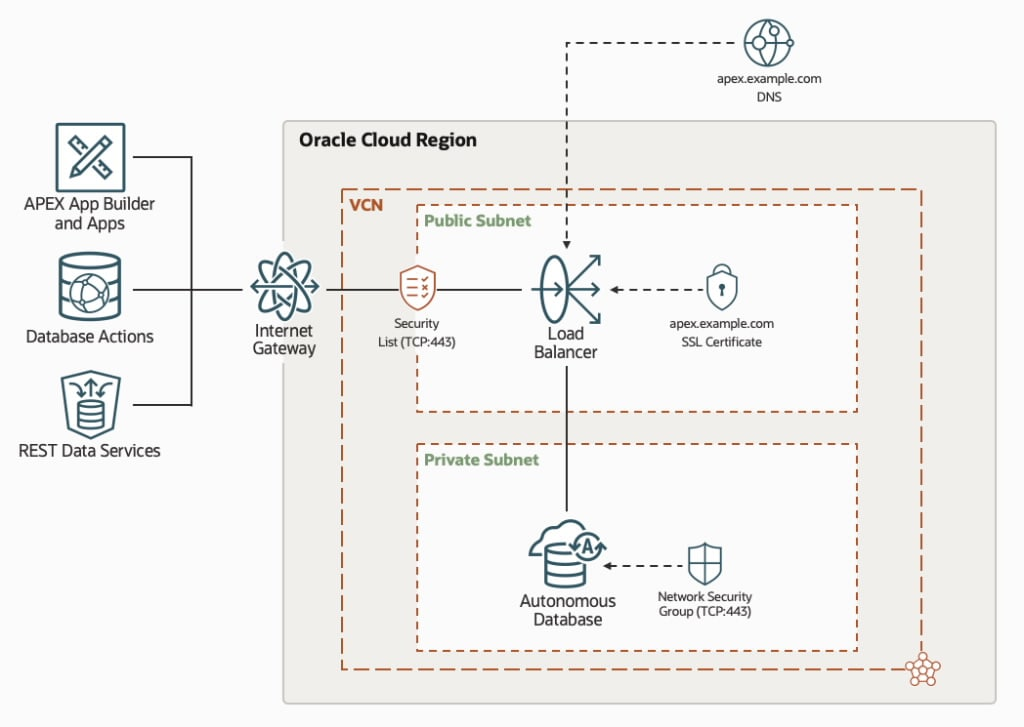 apex.example.com
DNS
Oracle Cloud Region
APEX App Builder
and Apps
VCN
Public Subnet
Database Actions
Internet
Gateway
Security
List (TCP:443)
Load
Balancer
apex.example.com
SSL Certificate
REST Data Services
Private Subnet
A
Autonomous
Database
Network Security
Group (TCP:443)